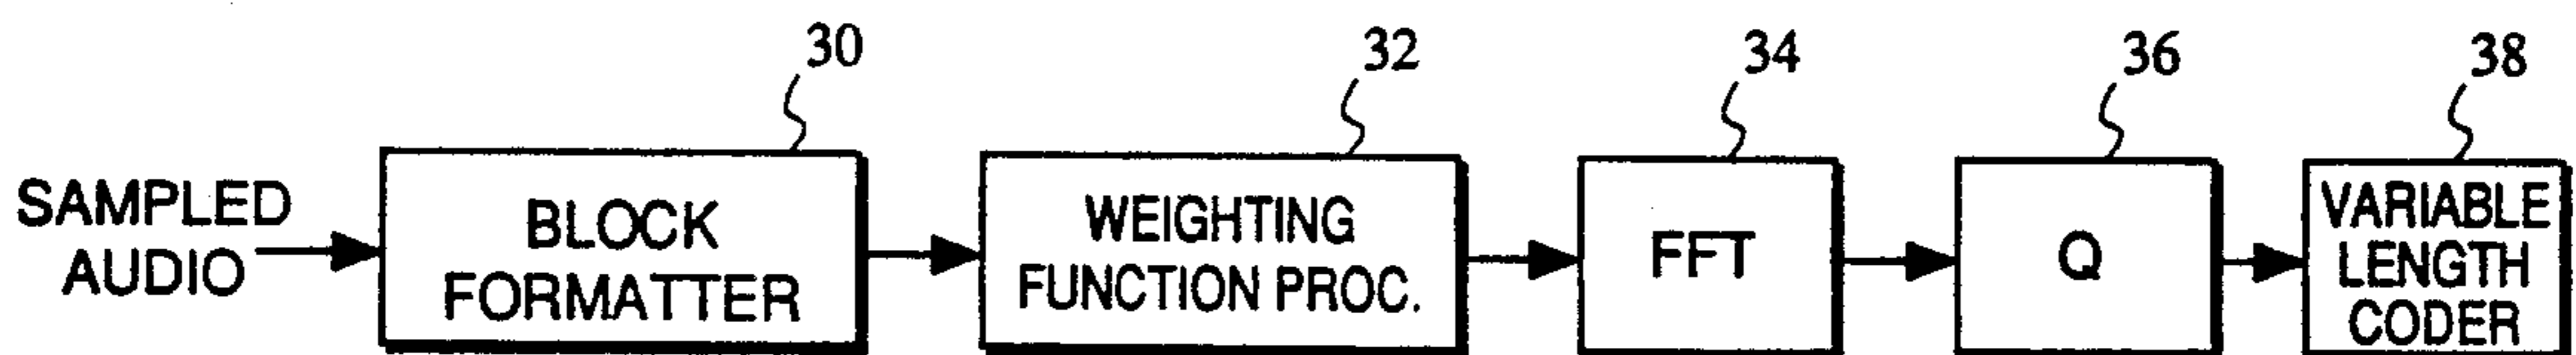 30
32
34
36
38
SAMPLED
AUDIO
BLOCK
FORMATTER
WEIGHTING
FUNCTION PROC.
FFT
Q
VARIABLE
LENGTH
CODER